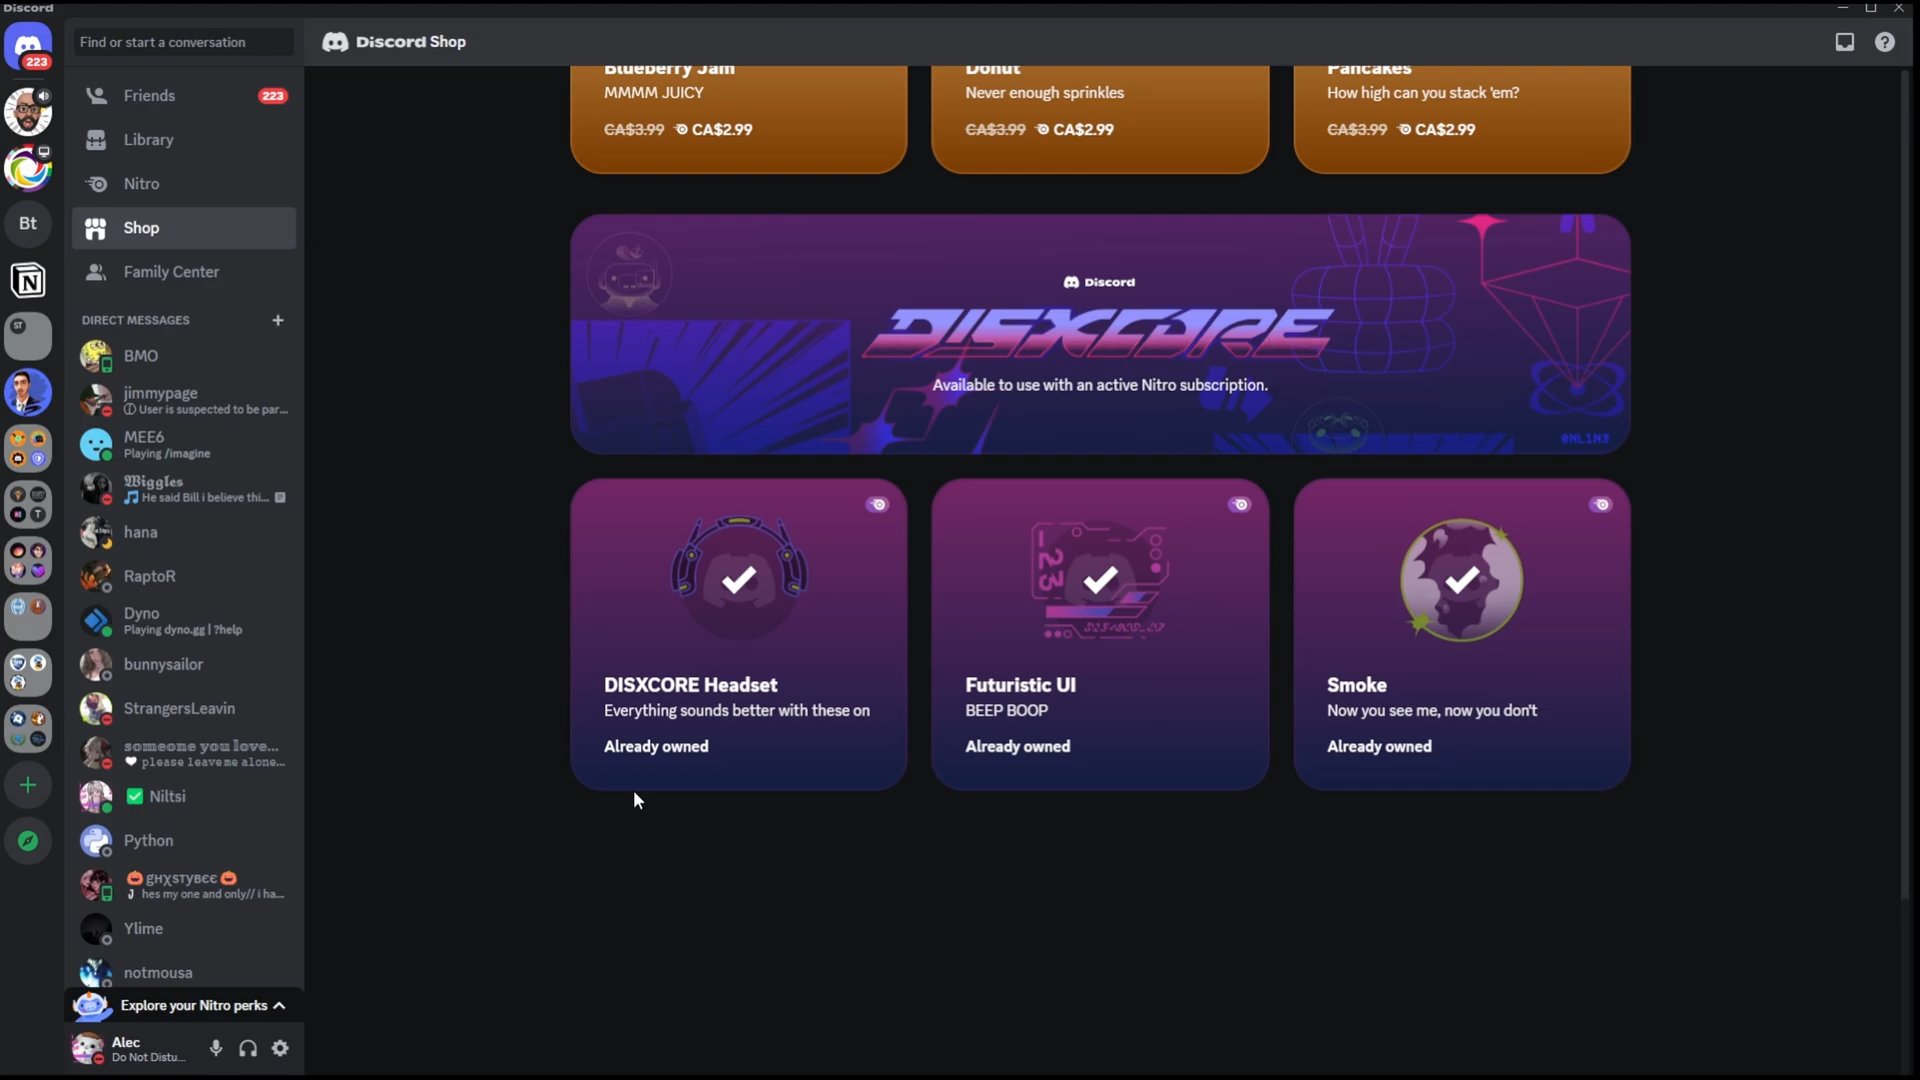 Discord
Find or start a conversation
Discord Shop
223
Friends
223
Library
Nitro
Bt
Shop
Family Center
DIRECT MESSAGES
ST
BMO
jimmypage
User is suspected to be par...
MEE6
Playing /imagine
𝖂iggles
He said Bill i believe thi...
hana
RaptoR
Dyno
Playing dyno.gg | ?help
bunnysailor
StrangersLeavin
𝕤𝕠𝕞𝕖𝕠𝕟𝕖 𝕪𝕠𝕦 𝕝𝕠𝕧𝕖...
please leave me alone...
Niltsi
Python
gнχѕтувєє
hes my one and only// i ha...
Ylime
notmousa
Explore your Nitro perks
Alec
Do Not Distu...
Blueberry Jam
MMMM JUICY
CA$3.99 CA$2.99
Donut
Never enough sprinkles
CA$3.99 CA$2.99
Pancakes
How high can you stack 'em?
CA$3.99 CA$2.99
Discord
DISXCORE
Available to use with an active Nitro subscription.
0NL1N3
DISXCORE Headset
Everything sounds better with these on
Already owned
_23
Futuristic UI
BEEP BOOP
Already owned
Smoke
Now you see me, now you don't
Already owned